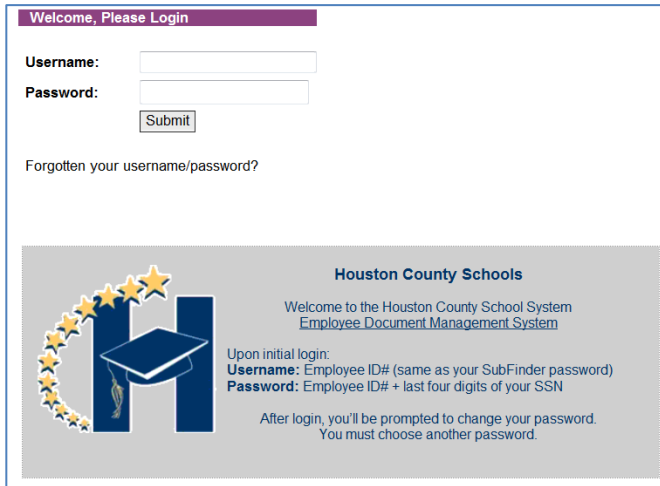 Welcome, Please Login
Username:
Password:
Submit
Forgotten your username/password?
Houston County Schools
Welcome to the Houston County School System
Employee Document Management System
Upon initial login:
Username: Employee ID# (same as your SubFinder password)
Password: Employee ID# + last four digits of your SSN
After login, you'll be prompted to change your password.
You must choose another password.
H